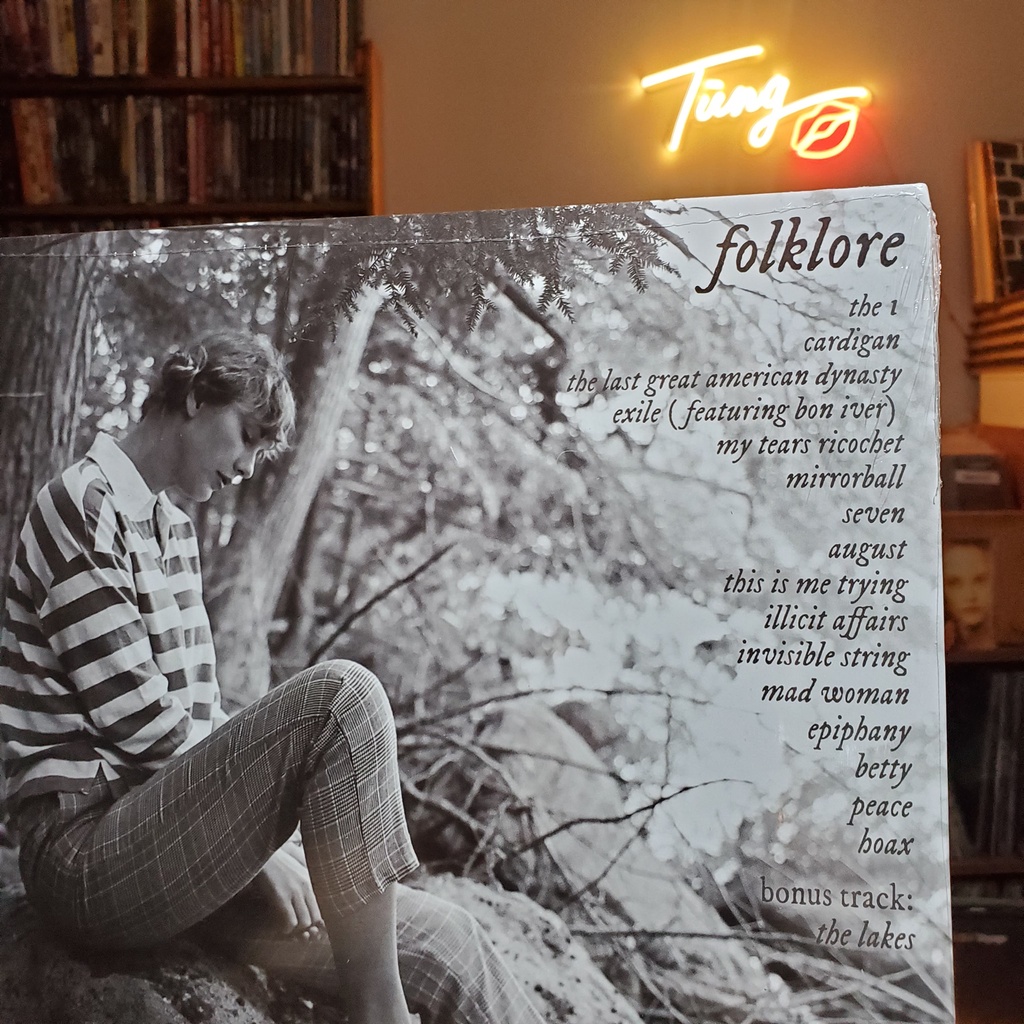 Tùng
folklore
the 1
cardigan
the last great american dynasty
exile (featuring bon iver)
my tears ricochet
mirrorball
seven
august
this is me trying
illicit affairs
invisible string
mad woman
epiphany
betty
peace
hoax
bonus track:
the lakes